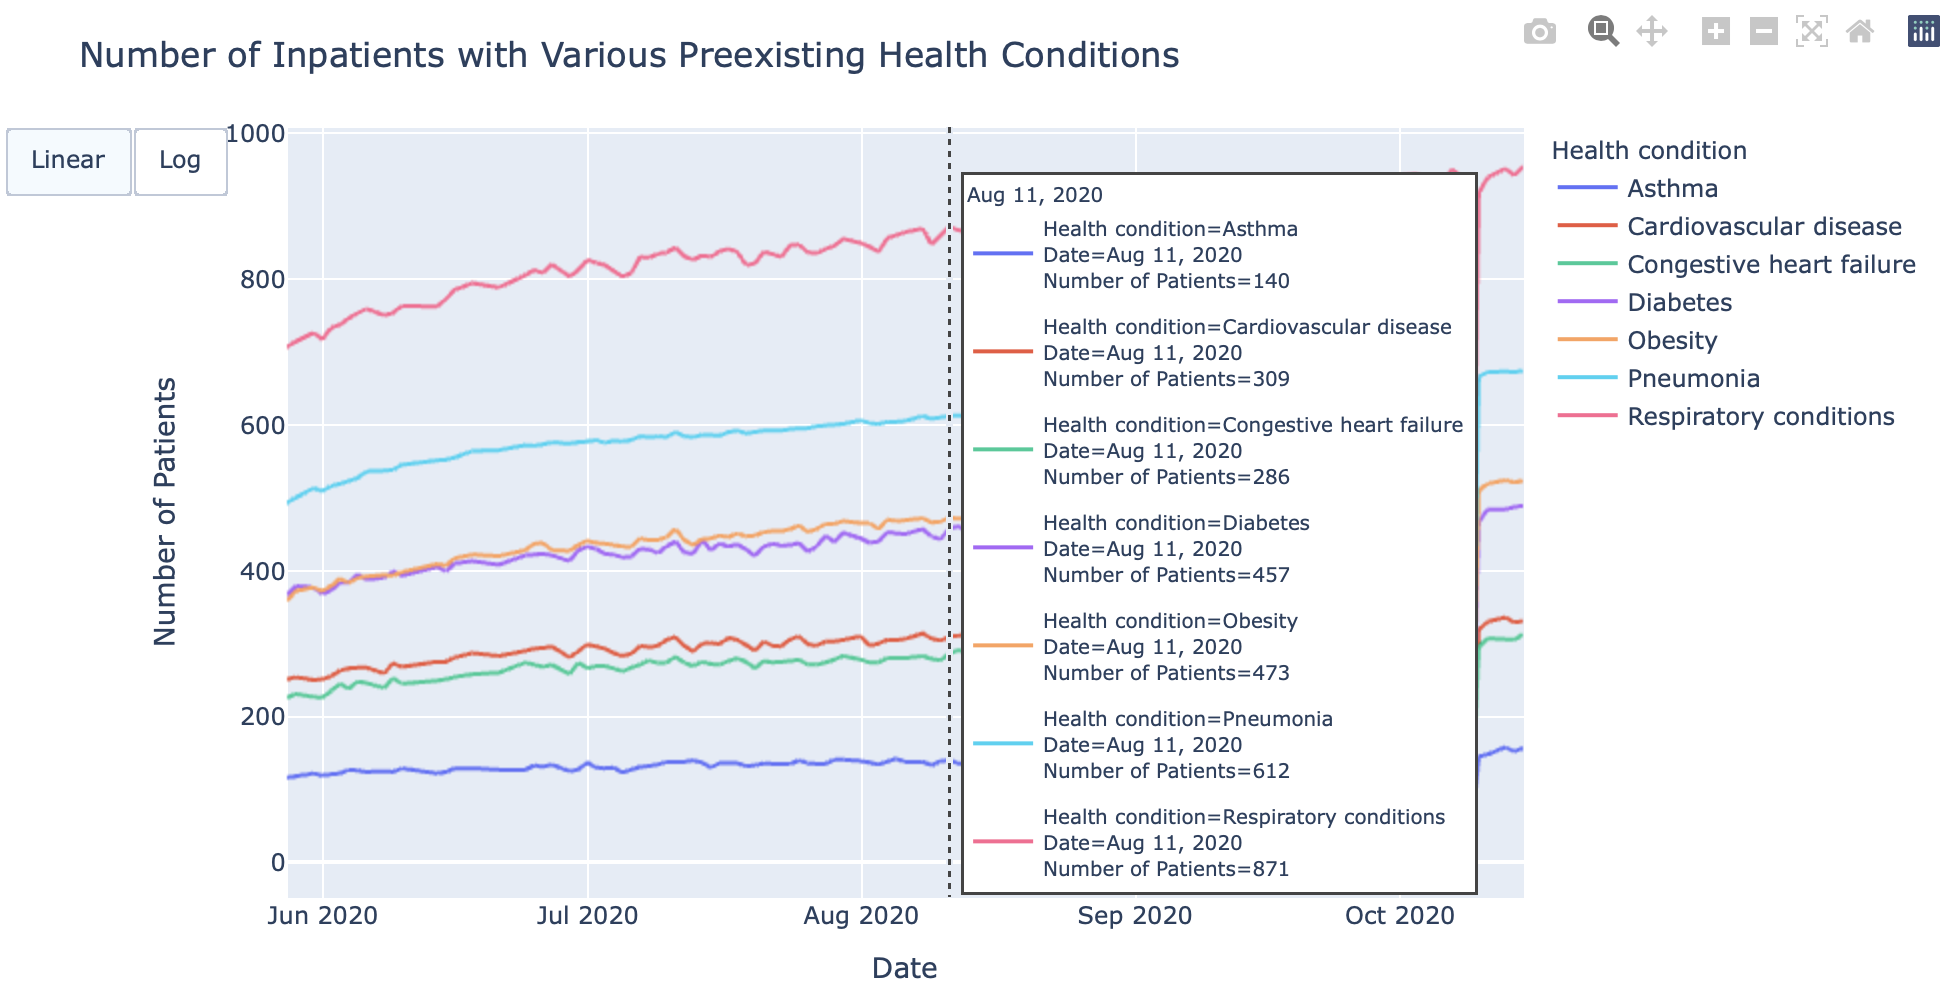 Number of Inpatients with Various Preexisting Health Conditions
Linear
Log
1000
800
600
400
200
0
Number of Patients
Jun 2020
Jul 2020
Aug 2020
Sep 2020
Oct 2020
Date
Aug 11, 2020
Health condition=Asthma
Date=Aug 11, 2020
Number of Patients=140
Health condition=Cardiovascular disease
Date=Aug 11, 2020
Number of Patients=309
Health condition=Congestive heart failure
Date=Aug 11, 2020
Number of Patients=286
Health condition=Diabetes
Date=Aug 11, 2020
Number of Patients=457
Health condition=Obesity
Date=Aug 11, 2020
Number of Patients=473
Health condition=Pneumonia
Date=Aug 11, 2020
Number of Patients=612
Health condition=Respiratory conditions
Date=Aug 11, 2020
Number of Patients=871
Health condition
Asthma
Cardiovascular disease
Congestive heart failure
Diabetes
Obesity
Pneumonia
Respiratory conditions